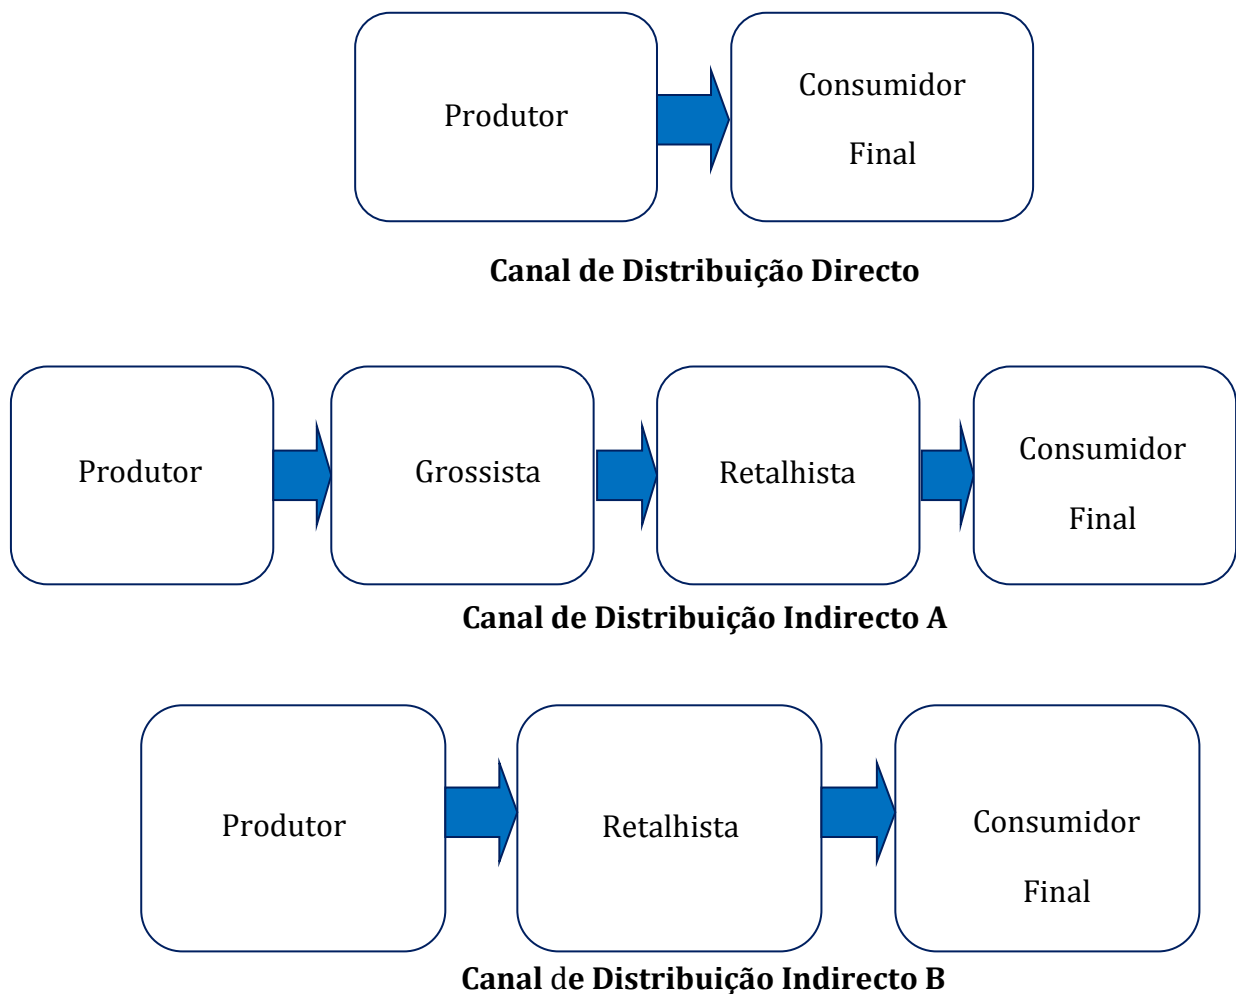 Produtor
Consumidor
Final
Canal de Distribuição Directo
Produtor
Grossista
Retalhista
Consumidor
Final
Canal de Distribuição Indirecto A
Produtor
Retalhista
Consumidor
Final
Canal de Distribuição Indirecto B